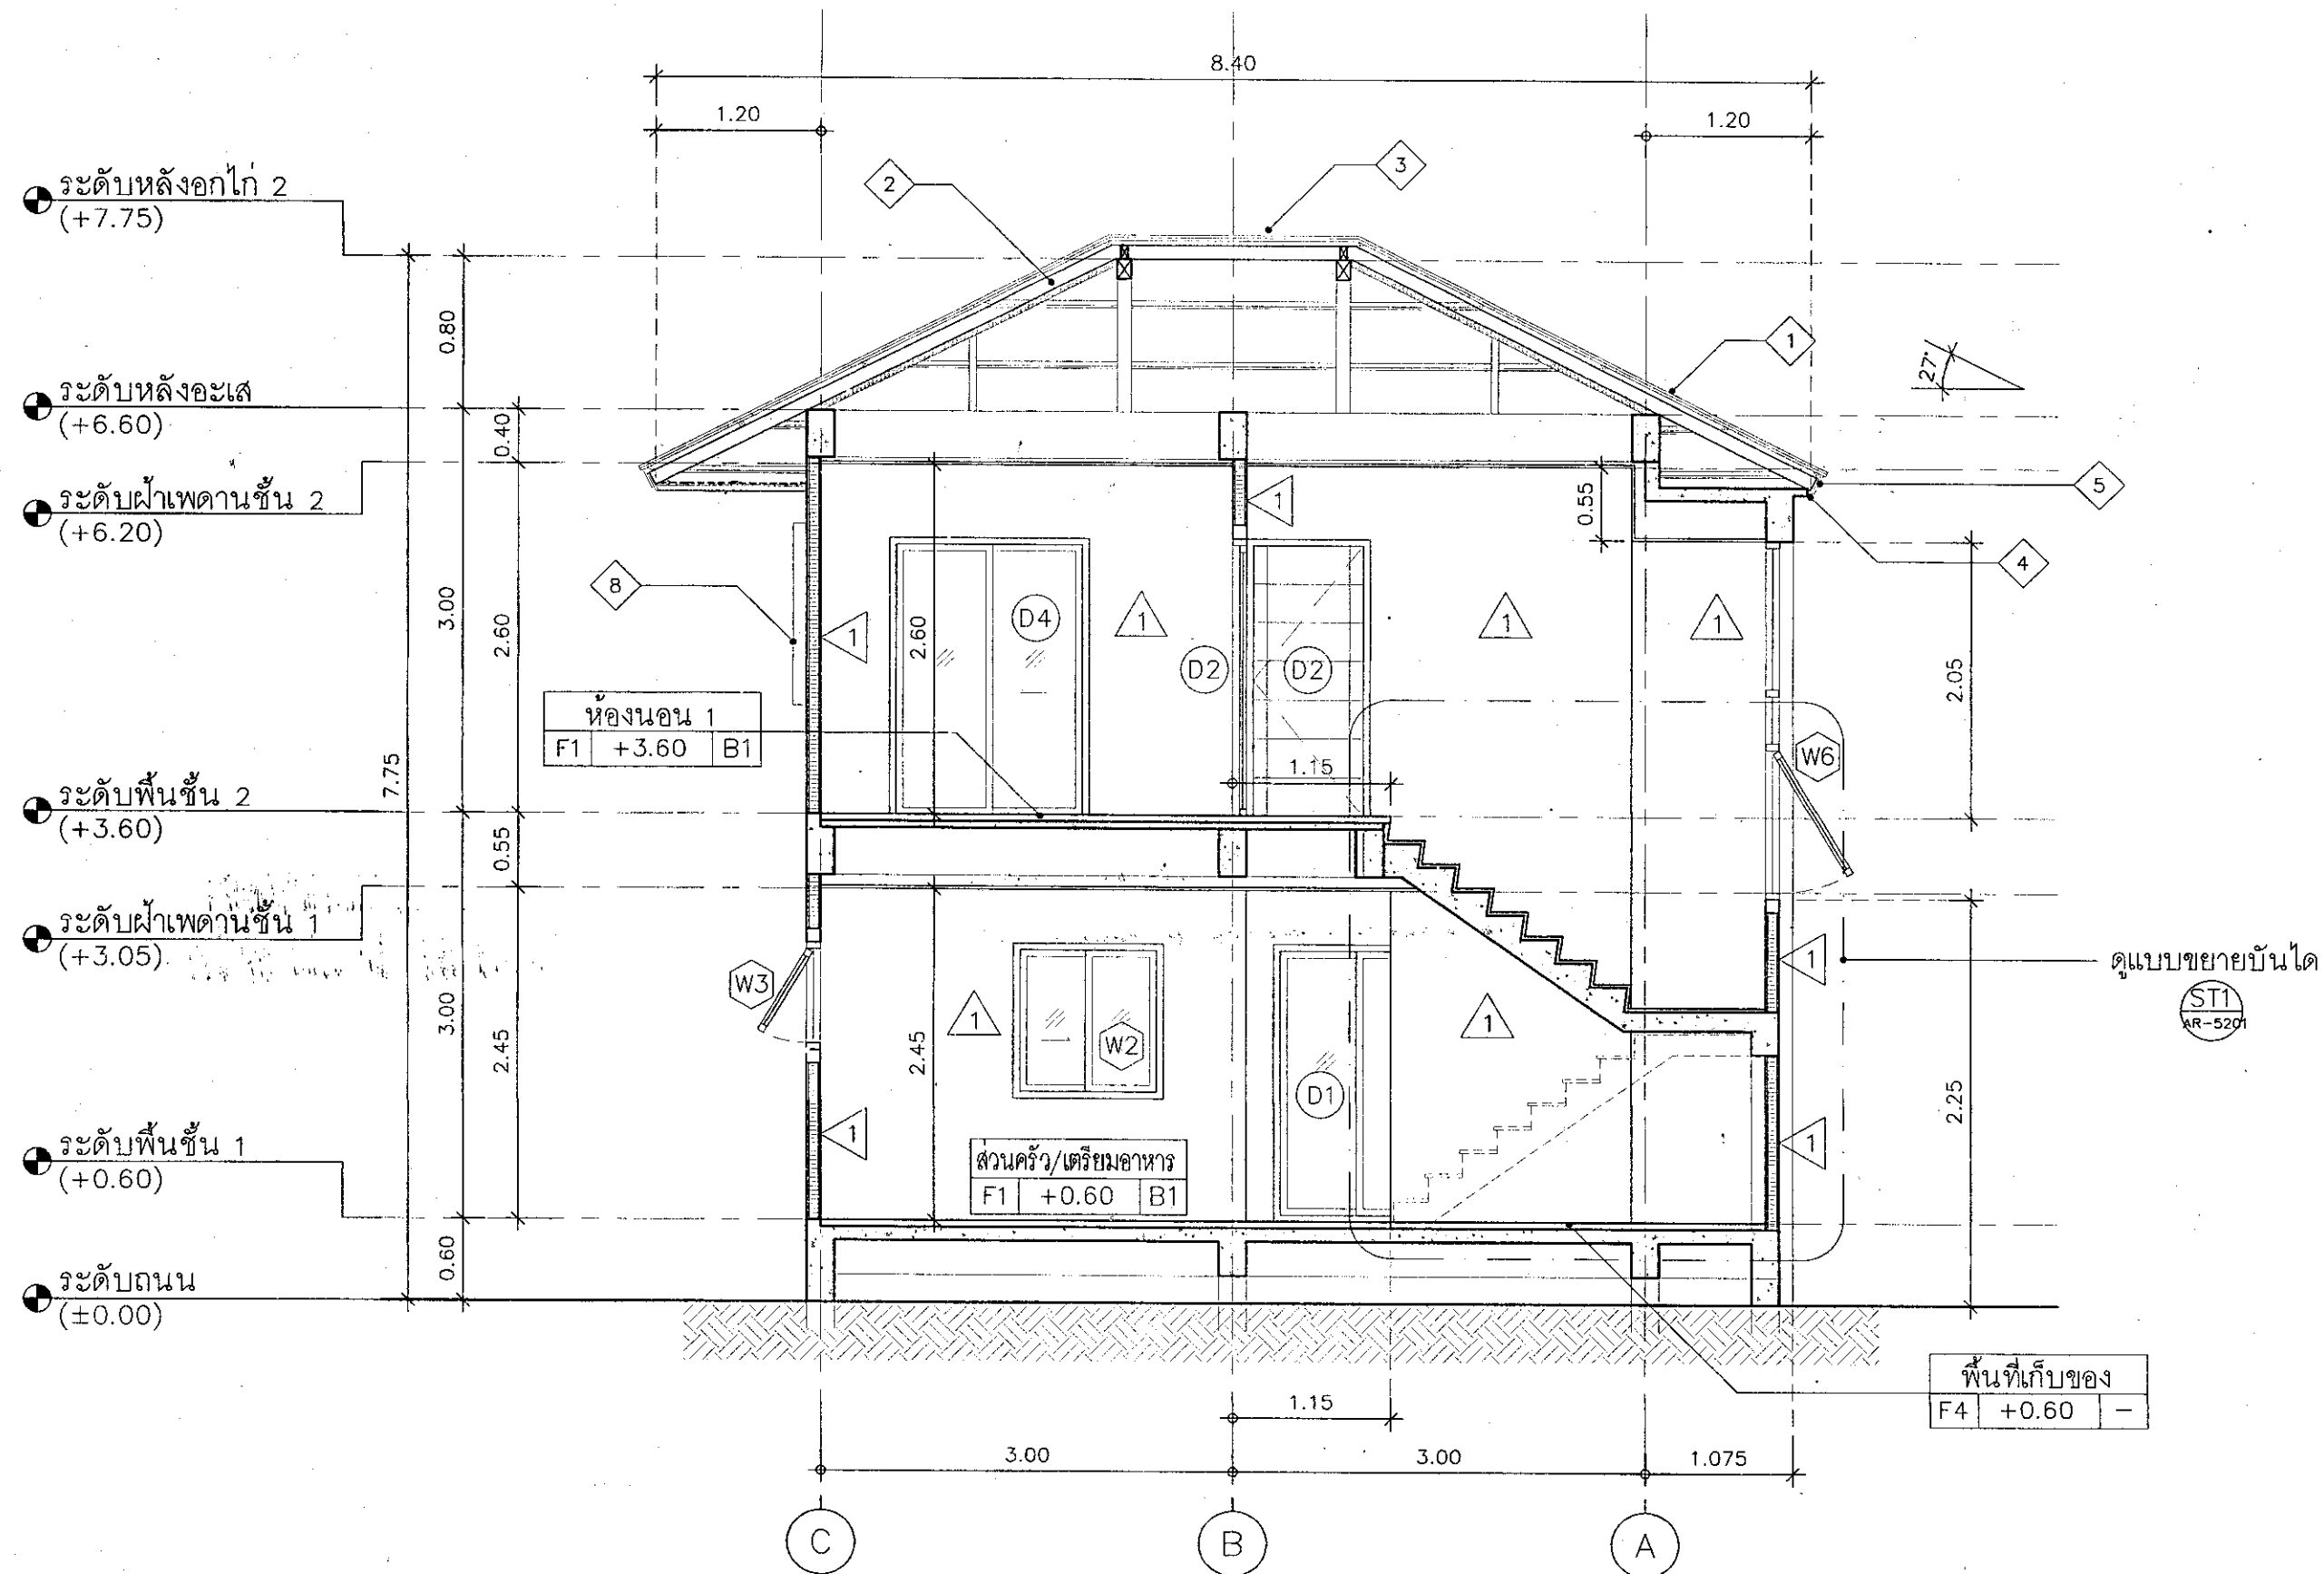 8.40
1.20
1.20
2
3
ระดับหลังอกไก่ 2
(+7.75)
0.80
1
27°
ระดับหลังอะเส
(+6.60)
0.40
ระดับฝ้าเพดานชั้น 2
(+6.20)
1
0.55
5
4
8
3.00
2.60
2.60
1
D4
1
D2
D2
1
1
2.05
ห้องนอน 1
F1 +3.60 B1
7.75
1.15
W6
ระดับพื้นชั้น 2
(+3.60)
0.55
ระดับฝ้าเพดานชั้น 1
(+3.05)
W3
1
W2
1
1
ดูแบบขยายบันได
ST1
AR-5201
3.00
2.45
2.45
D1
2.25
1
1
ระดับพื้นชั้น 1
(+0.60)
ส่วนครัว/เตรียมอาหาร
F1 +0.60 B1
0.60
ระดับถนน
(±0.00)
พื้นที่เก็บของ
F4 +0.60 –
1.15
3.00
3.00
1.075
C
B
A